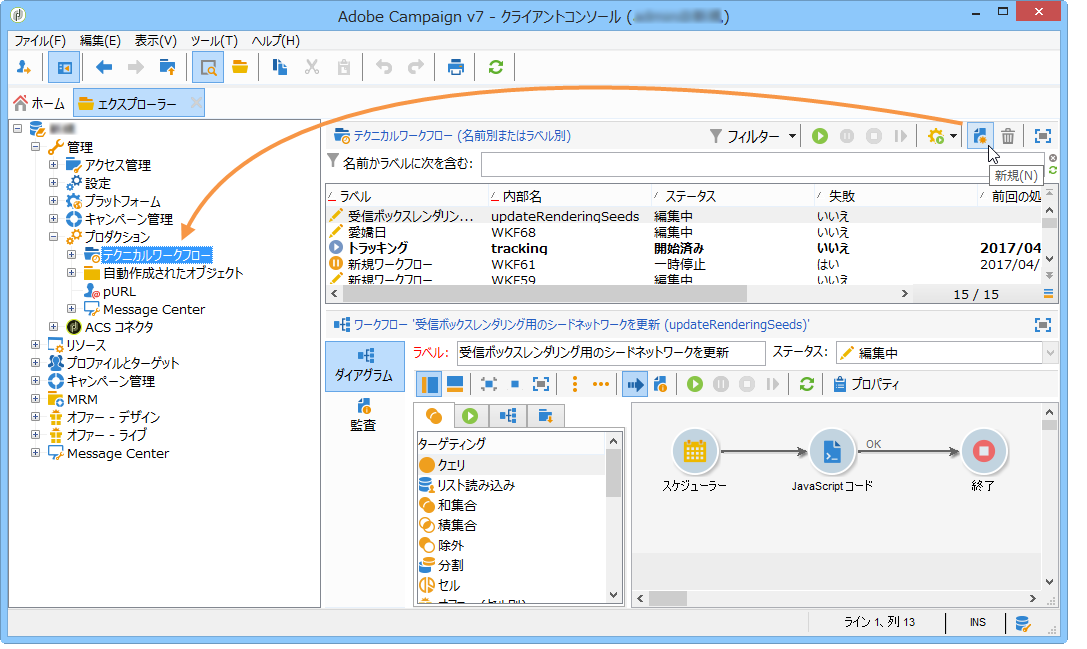 Adobe Campaign v7 - クライアントコンソール (
ファイル(F) 編集(E) 表示(V) ツール(T) ヘルプ(H)
ホーム エクスプローラー
管理
アクセス管理
設定
プラットフォーム
キャンペーン管理
プロダクション
テクニカルワークフロー
自動作成されたオブジェクト
pURL
Message Center
ACS コネクタ
リソース
プロファイルとターゲット
キャンペーン管理
MRM
オファー - デザイン
オファー - ライブ
Message Center
テクニカルワークフロー (名前別またはラベル別) フィルター
名前かラベルに次を含む:
新規(N)
ラベル 内部名 ステータス 失敗 前回の処
受信ボックスレンダリン... updateRenderingSeeds 編集中 いいえ
愛嬌日 WKF68 編集中 いいえ
トラッキング tracking 開始済み いいえ 2017/04
新規ワークフロー WKF61 一時停止 はい 2017/04/
新規ワークフロー WKF59 編集中 いいえ
15 / 15
ワークフロー '受信ボックスレンダリング用のシードネットワークを更新 (updateRenderingSeeds)'
ダイアグラム
監査
ラベル: 受信ボックスレンダリング用のシードネットワークを更新 ステータス: 編集中
プロパティ
ターゲティング
クエリ
リスト読み込み
和集合
積集合
除外
分割
セル
オファー (セル別)
OK
スケジューラー JavaScriptコード 終了
ライン 1、列 13 INS